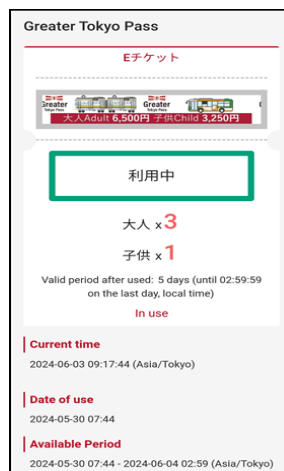 Greater Tokyo Pass
Eチケット
Greater
Tokyo Pass
Greater
Tokyo Pass
大人Adult 6,500円 子供Child 3,250円
利用中
大人 x3
子供 x1
Valid period after used: 5 days (until 02:59:59
on the last day, local time)
In use
Current time
2024-06-03 09:17:44 (Asia/Tokyo)
Date of use
2024-05-30 07:44
Available Period
2024-05-30 07:44 - 2024-06-04 02:59 (Asia/Tokyo)